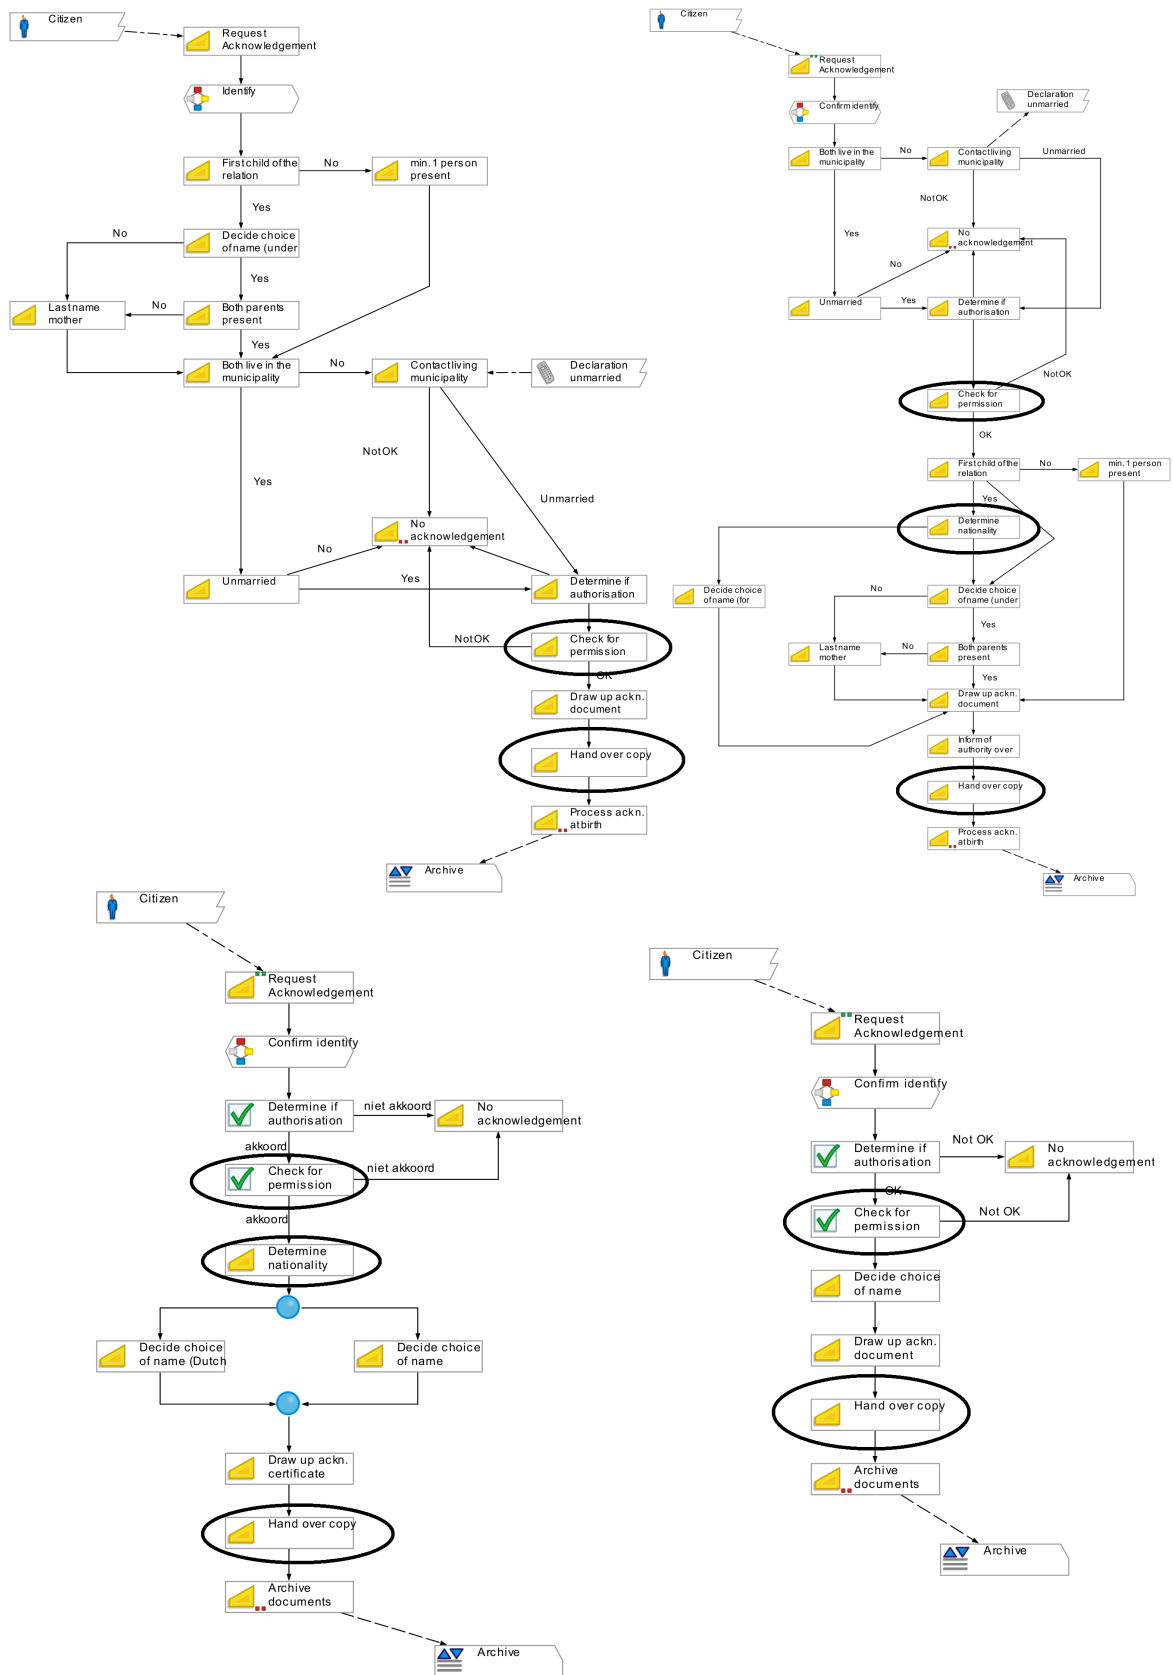 Citizen
Request
Acknowledgement
Identify
First child of the
relation
No
min. 1 person
present
Yes
Decide choice
of name (under
No
Yes
Last name
mother
No
Both parents
present
Yes
Both live in the
municipality
No
Contact living
municipality
Declaration
unmarried
Not OK
Yes
Unmarried
No
acknowledgement
No
Unmarried
Yes
Determine if
authorisation
Not OK
Check for
permission
OK
Draw up ackn.
document
Hand over copy
Process ackn.
at birth
Archive
Citizen
Request
Acknowledgement
Confirm identify
Declaration
unmarried
Both live in the
municipality
No
Contact living
municipality
Unmarried
Not OK
Yes
No
acknowledgement
No
Unmarried
Yes
Determine if
authorisation
Not OK
Check for
permission
OK
First child of the
relation
No
min. 1 person
present
Yes
Determine
nationality
Decide choice
of name (for
No
Decide choice
of name (under
Yes
Last name
mother
No
Both parents
present
Yes
Draw up ackn.
document
Inform of
authority over
Hand over copy
Process ackn.
at birth
Archive
Citizen
Request
Acknowledgement
Confirm identify
Determine if
authorisation
niet akkoord
No
acknowledgement
akkoord
Check for
permission
niet akkoord
akkoord
Determine
nationality
Decide choice
of name (Dutch
Decide choice
of name
Draw up ackn.
certificate
Hand over copy
Archive
documents
Archive
Citizen
Request
Acknowledgement
Confirm identify
Determine if
authorisation
Not OK
No
acknowledgement
OK
Check for
permission
Not OK
Decide choice
of name
Draw up ackn.
document
Hand over copy
Archive
documents
Archive